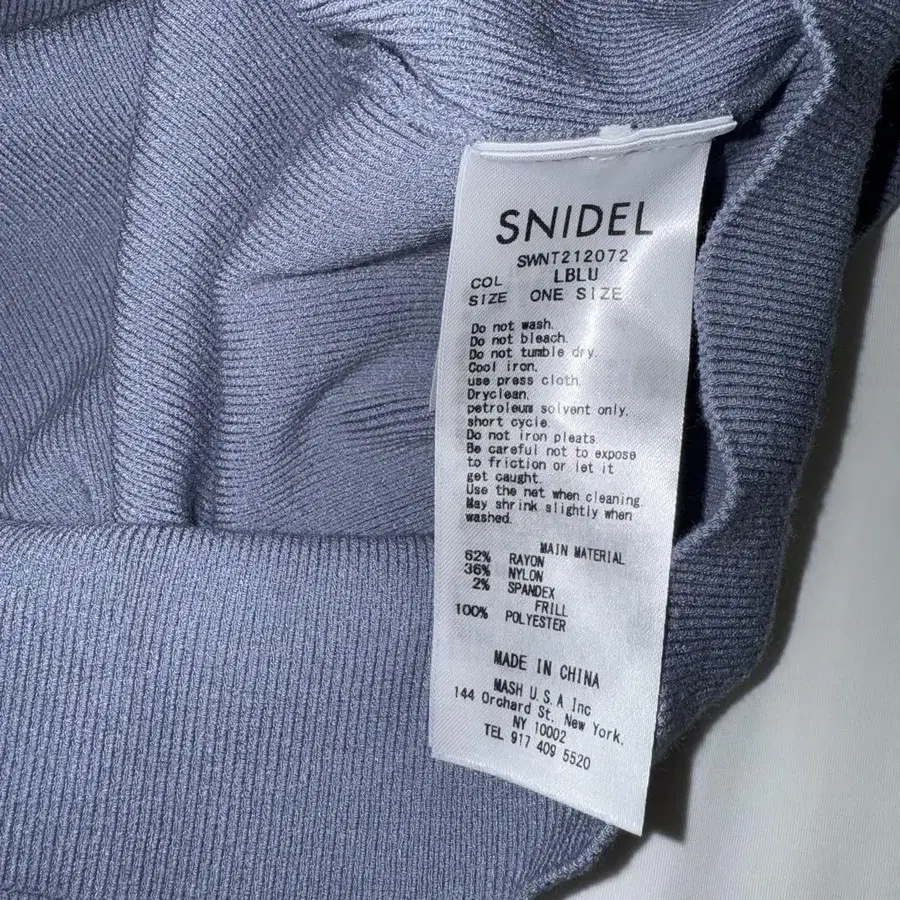 SNIDEL
SWNT212072
COL LBLU
SIZE ONE SIZE
Do not wash.
Do not bleach.
Do not tumble dry.
Cool iron.
use press cloth.
Dryclean.
petroleum solvent only.
short cycle.
Do not iron pleats
Be careful not to expose
to friction or let it
get caught.
Use the net when cleaning.
May shrink slightly when
washed.
MAIN MATERIAL
62% RAYON
36% NYLON
2% SPANDEX
FRILL
100% POLYESTER
MADE IN CHINA
MASH U.S.A Inc
144 Orchard St. New York.
NY 10002
TEL 917 409 5520